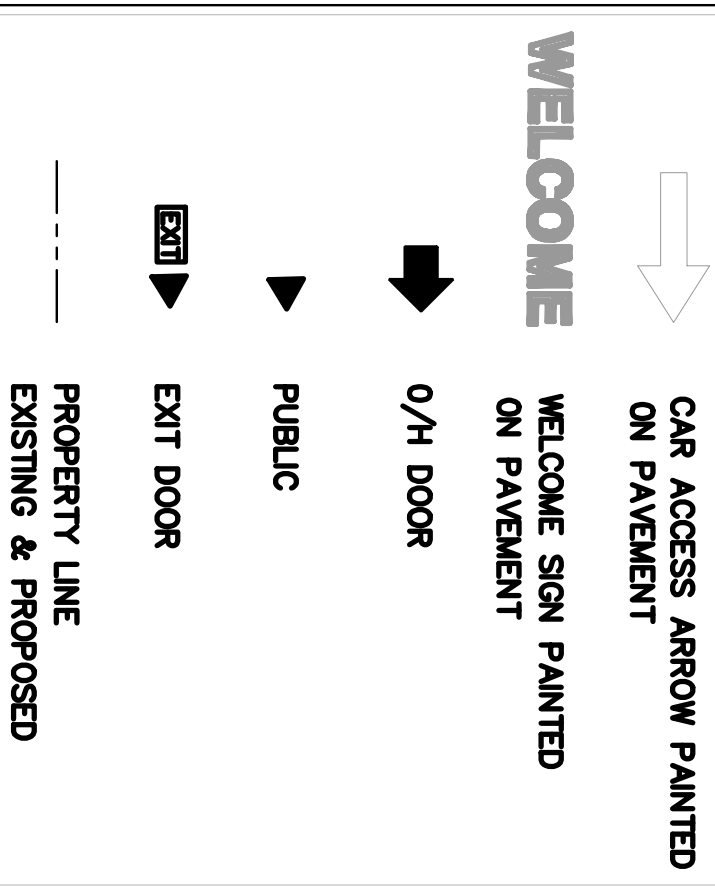 CAR ACCESS ARROW PAINTED
ON PAVEMENT
WELCOME
WELCOME SIGN PAINTED
ON PAVEMENT
O/H DOOR
PUBLIC
EXIT
EXIT DOOR
PROPERTY LINE
EXISTING & PROPOSED